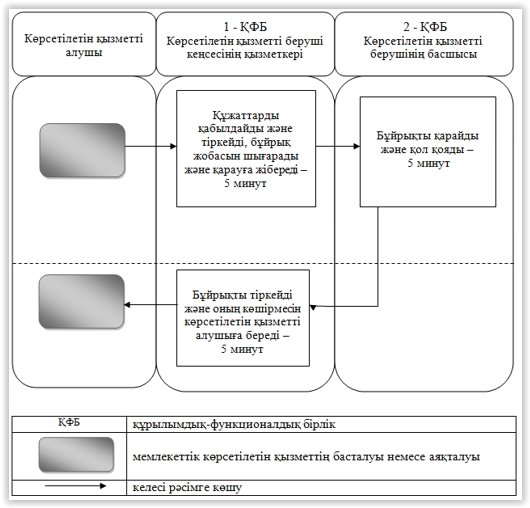 Көрсетілетін қызметті
алушы
1 - ҚФБ
Көрсетілетін қызметті беруші
кеңсесінің қызметкері
2 - ҚФБ
Көрсетілетін қызметті
берушінің басшысы
Құжаттарды
қабылдайды және
тіркейді, бұйрық
жобасын шығарады
және қарауға жібереді –
5 минут
Бұйрықты қарайды
және қол қояды –
5 минут
Бұйрықты тіркейді
және оның көшірмесін
көрсетілетін қызметті
алушыға береді –
5 минут
ҚФБ
құрылымдық-функционалдық бірлік
мемлекеттік көрсетілетін қызметтің басталуы немесе аяқталуы
келесі рәсімге көшу